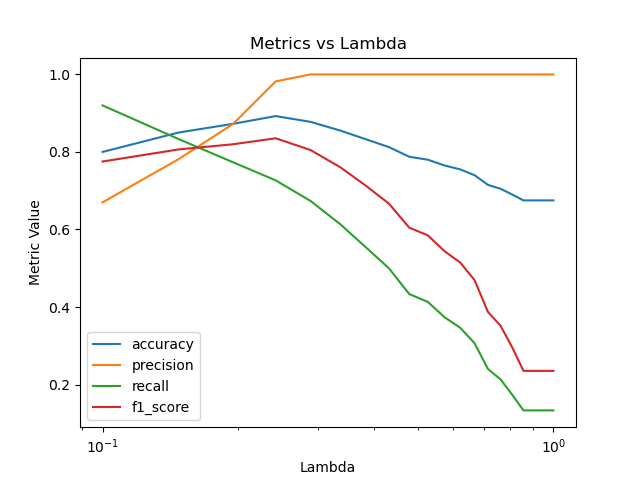 Metrics vs Lambda
Metric Value
1.0
0.8
0.6
0.4
0.2
accuracy
precision
recall
f1_score
10⁻¹
10⁰
Lambda